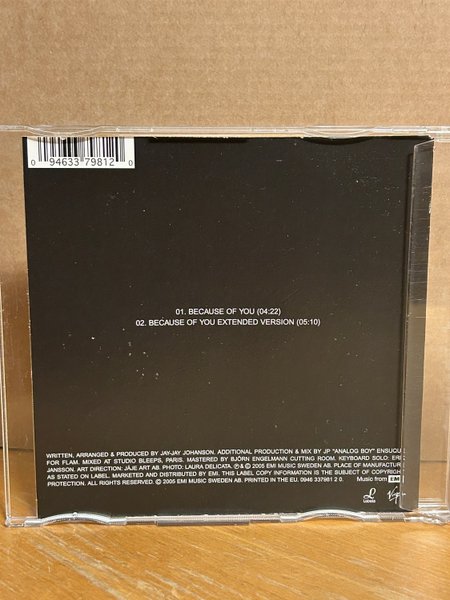 0 94633 79812 0
01. BECAUSE OF YOU (04:22)
02. BECAUSE OF YOU EXTENDED VERSION (05:10)
WRITTEN, ARRANGED & PRODUCED BY JAY-JAY JOHANSON. ADDITIONAL PRODUCTION & MIX BY JP "ANALOG BOY" ENSUCU
FOR FLAM. MIXED AT STUDIO BLEEPS, PARIS. MASTERED BY BJÖRN ENGELMANN CUTTING ROOM. KEYBOARD SOLO: ERIC
JANSSON. ART DIRECTION: JÄJE ART AB. PHOTO: LAURA DELICATA. ℗ & © 2005 EMI MUSIC SWEDEN AB. PLACE OF MANUFACTUR
AS STATED ON LABEL. MARKETED AND DISTRIBUTED BY EMI. THIS LABEL COPY INFORMATION IS THE SUBJECT OF COPYRIGH
PROTECTION. ALL RIGHTS RESERVED. © 2005 EMI MUSIC SWEDEN AB. PRINTED IN THE EU. 0946 337981 2 0. Music from EMI
Labels